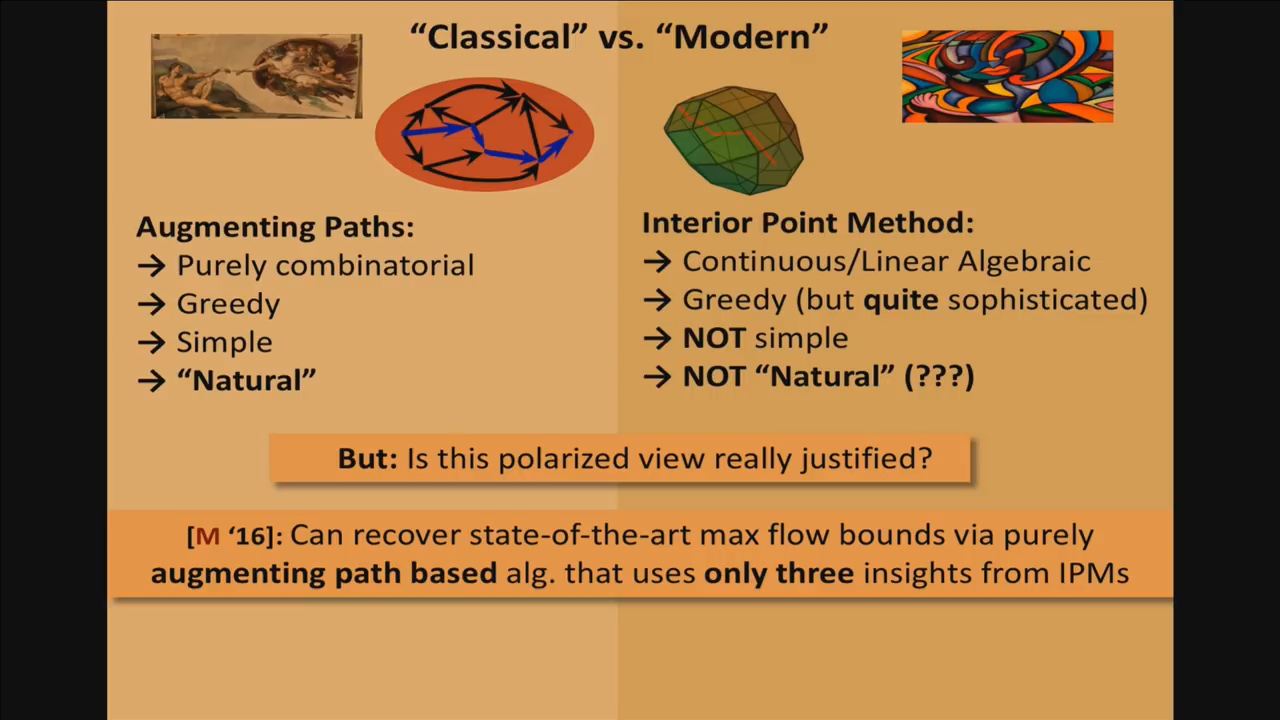 “Classical” vs. “Modern”
Augmenting Paths:
→ Purely combinatorial
→ Greedy
→ Simple
→ “Natural”
Interior Point Method:
→ Continuous/Linear Algebraic
→ Greedy (but quite sophisticated)
→ NOT simple
→ NOT “Natural” (???)
But: Is this polarized view really justified?
[M ‘16]: Can recover state-of-the-art max flow bounds via purely
augmenting path based alg. that uses only three insights from IPMs